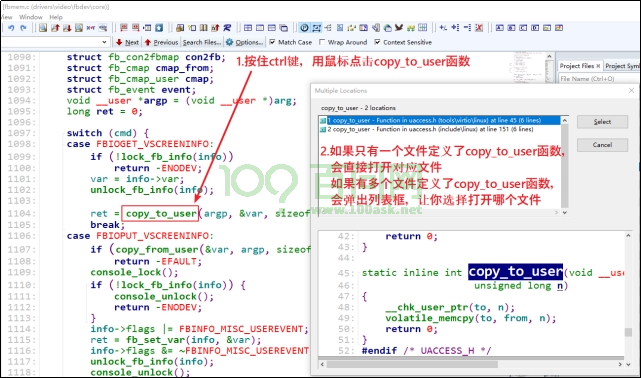 fbmem.c (drivers\video\fbdev\core)]
View Window Help
Next Previous Search Files... Options... Match Case Wrap Around Context Sensitive
Project Files
Project Symb
File Name (Ctrl+O)
1090: struct fb_con2fbmap con2fb;
1091: struct fb_cmap cmap_from;
1092: struct fb_cmap_user cmap;
1093: struct fb_event event;
1094: void __user *argp = (void __user *)arg;
1095: long ret = 0;
1096:
1097: switch (cmd) {
1098: case FBIOGET_VSCREENINFO:
1099: if (!lock_fb_info(info))
1100: return -ENODEV;
1101: var = info->var;
1102: unlock_fb_info(info);
1103:
1104: ret = copy_to_user(argp, &var, sizeof
1105: break;
1106: case FBIOPUT_VSCREENINFO:
1107: if (copy_from_user(&var, argp, sizeof
1108: return -EFAULT;
1109: console_lock();
1110: if (!lock_fb_info(info)) {
1111: console_unlock();
1112: return -ENODEV;
1113: }
1114: info->flags |= FBINFO_MISC_USEREVENT;
1115: ret = fb_set_var(info, &var);
1116: info->flags &= ~FBINFO_MISC_USEREVENT
1117: unlock_fb_info(info);
1118: console_unlock();
1.按住ctrl键，用鼠标点击copy_to_user函数
Multiple Locations
copy_to_user - 2 locations
1 copy_to_user - Function in uaccess.h (tools\virtio\linux) at line 45 (6 lines)
2 copy_to_user - Function in uaccess.h (include\linux) at line 151 (6 lines)
Select
Cancel
2.如果只有一个文件定义了copy_to_user函数,
会直接打开对应文件
如果有多个文件定义了copy_to_user函数,
会弹出列表框，让你选择打开哪个文件
42: return 0;
43: }
44:
45: static inline int copy_to_user(void __use
46: unsigned long n)
47: {
48: __chk_user_ptr(to, n);
49: volatile_memcpy(to, from, n);
50: return 0;
51: }
52: #endif /* UACCESS_H */
100问网
www.100ask.net